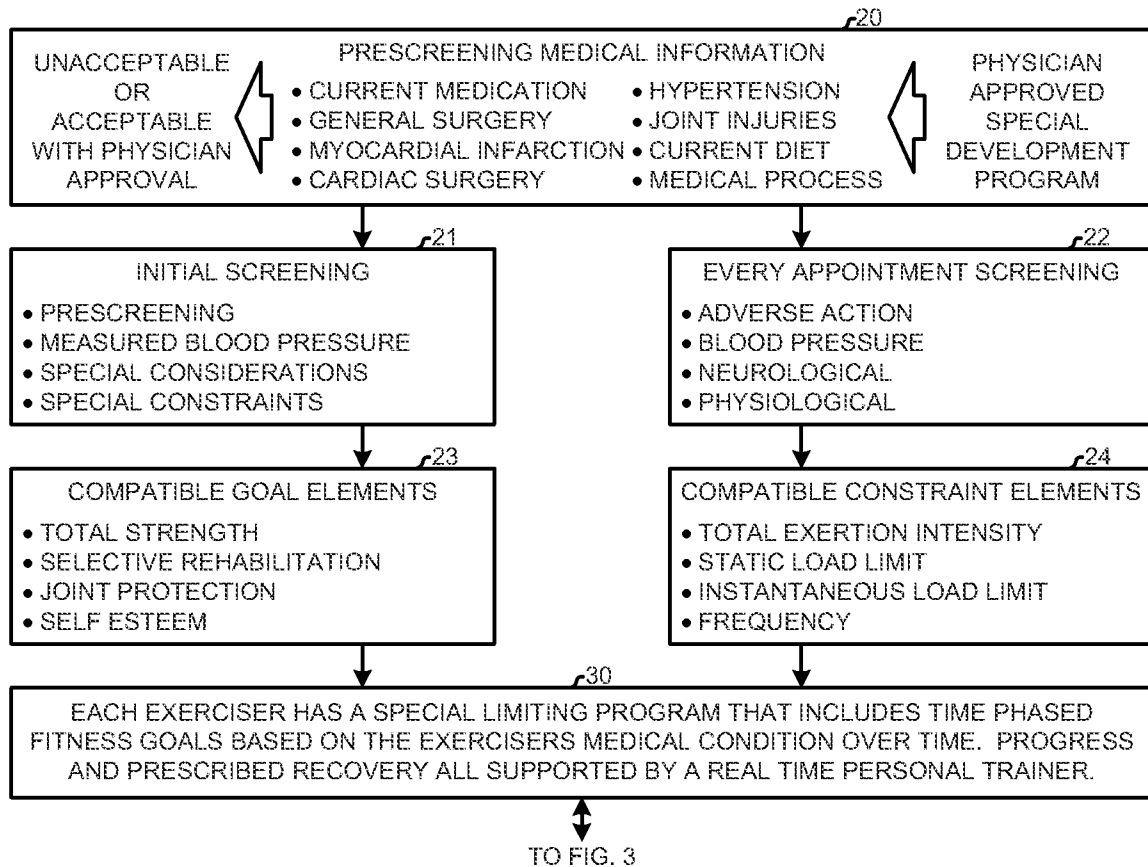 20
UNACCEPTABLE
OR
ACCEPTABLE
WITH PHYSICIAN
APPROVAL
PRESCREENING MEDICAL INFORMATION
• CURRENT MEDICATION
• GENERAL SURGERY
• MYOCARDIAL INFARCTION
• CARDIAC SURGERY
• HYPERTENSION
• JOINT INJURIES
• CURRENT DIET
• MEDICAL PROCESS
PHYSICIAN
APPROVED
SPECIAL
DEVELOPMENT
PROGRAM
21
INITIAL SCREENING
• PRESCREENING
• MEASURED BLOOD PRESSURE
• SPECIAL CONSIDERATIONS
• SPECIAL CONSTRAINTS
22
EVERY APPOINTMENT SCREENING
• ADVERSE ACTION
• BLOOD PRESSURE
• NEUROLOGICAL
• PHYSIOLOGICAL
23
COMPATIBLE GOAL ELEMENTS
• TOTAL STRENGTH
• SELECTIVE REHABILITATION
• JOINT PROTECTION
• SELF ESTEEM
24
COMPATIBLE CONSTRAINT ELEMENTS
• TOTAL EXERTION INTENSITY
• STATIC LOAD LIMIT
• INSTANTANEOUS LOAD LIMIT
• FREQUENCY
30
EACH EXERCISER HAS A SPECIAL LIMITING PROGRAM THAT INCLUDES TIME PHASED
FITNESS GOALS BASED ON THE EXERCISERS MEDICAL CONDITION OVER TIME. PROGRESS
AND PRESCRIBED RECOVERY ALL SUPPORTED BY A REAL TIME PERSONAL TRAINER.
TO FIG. 3